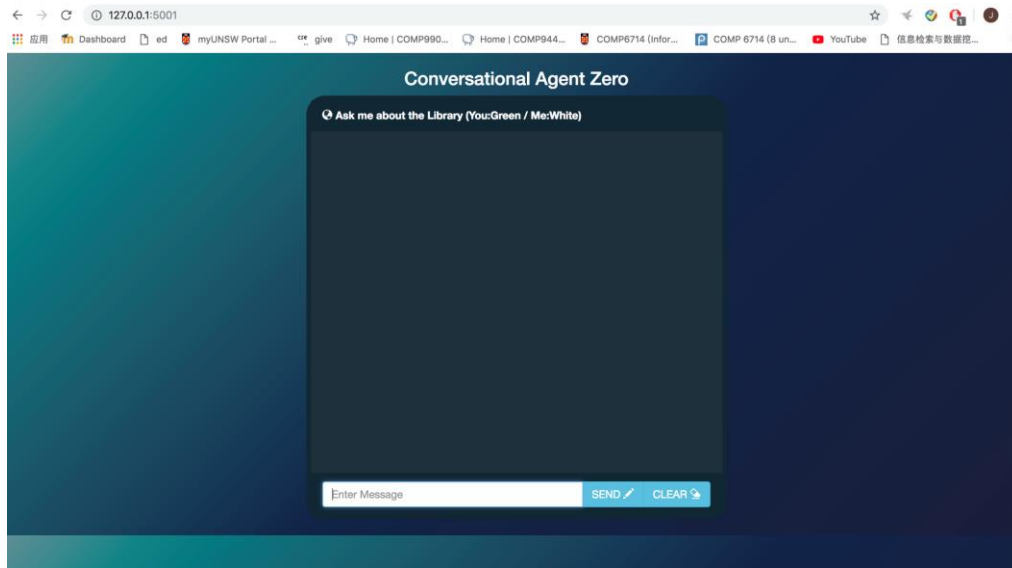 127.0.0.1:5001
应用 Dashboard ed myUNSW Portal ... give Home | COMP990... Home | COMP944... COMP6714 (Infor... COMP 6714 (8 un... YouTube 信息检索与数据挖...
Conversational Agent Zero
Ask me about the Library (You:Green / Me:White)
Enter Message SEND CLEAR